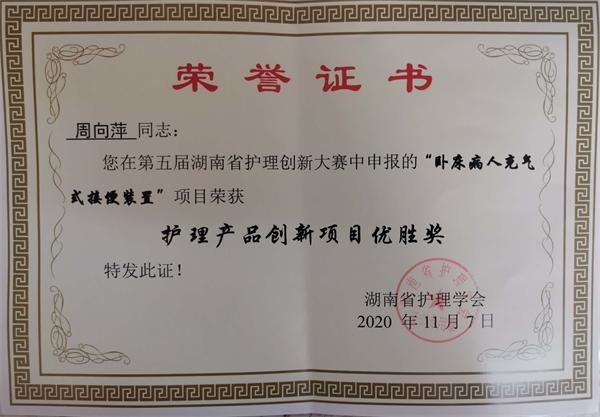 荣誉证书
周向萍 同志：
您在第五届湖南省护理创新大赛中申报的“卧床病人充气
式接便装置”项目荣获
护理产品创新项目优胜奖
特发此证！
湖南省护理学会
2020 年 11 月 7 日